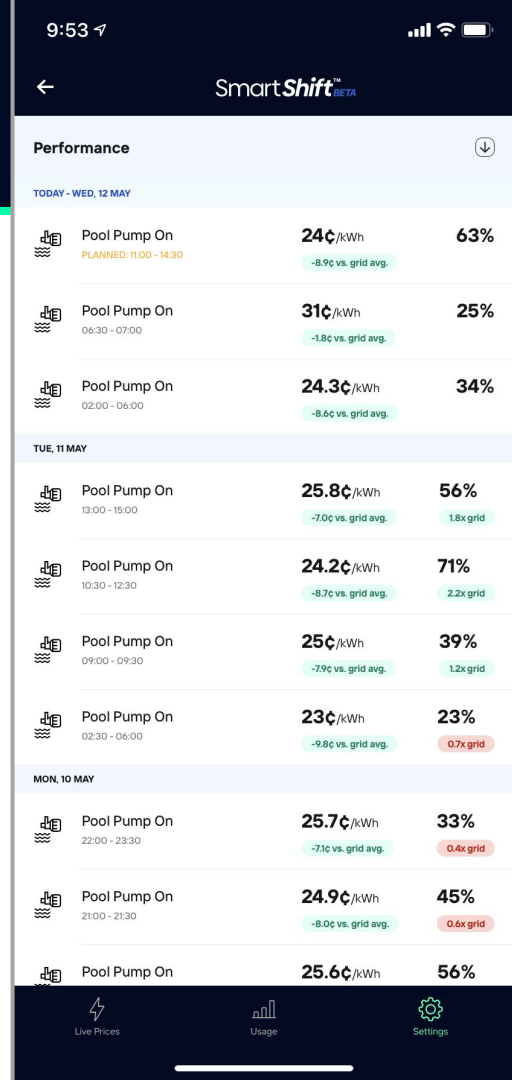 9:53
SmartShift™ BETA
Performance
TODAY - WED, 12 MAY
Pool Pump On 24¢/kWh 63%
PLANNED: 11:00 - 14:30 -8.9¢ vs. grid avg.
Pool Pump On 31¢/kWh 25%
06:30 - 07:00 -1.8¢ vs. grid avg.
Pool Pump On 24.3¢/kWh 34%
02:00 - 06:00 -8.6¢ vs. grid avg.
TUE, 11 MAY
Pool Pump On 25.8¢/kWh 56%
13:00 - 15:00 -7.0¢ vs. grid avg. 1.8x grid
Pool Pump On 24.2¢/kWh 71%
10:30 - 12:30 -8.7¢ vs. grid avg. 2.2x grid
Pool Pump On 25¢/kWh 39%
09:00 - 09:30 -7.9¢ vs. grid avg. 1.2x grid
Pool Pump On 23¢/kWh 23%
02:30 - 06:00 -9.8¢ vs. grid avg. 0.7x grid
MON, 10 MAY
Pool Pump On 25.7¢/kWh 33%
22:00 - 23:30 -7.1¢ vs. grid avg. 0.4x grid
Pool Pump On 24.9¢/kWh 45%
21:00 - 21:30 -8.0¢ vs. grid avg. 0.6x grid
Pool Pump On 25.6¢/kWh 56%
Live Prices Usage Settings